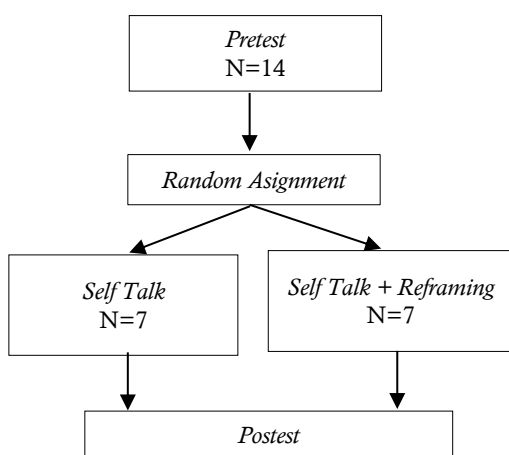 Pretest
N=14
Random Asignment
Self Talk
N=7
Self Talk + Reframing
N=7
Postest